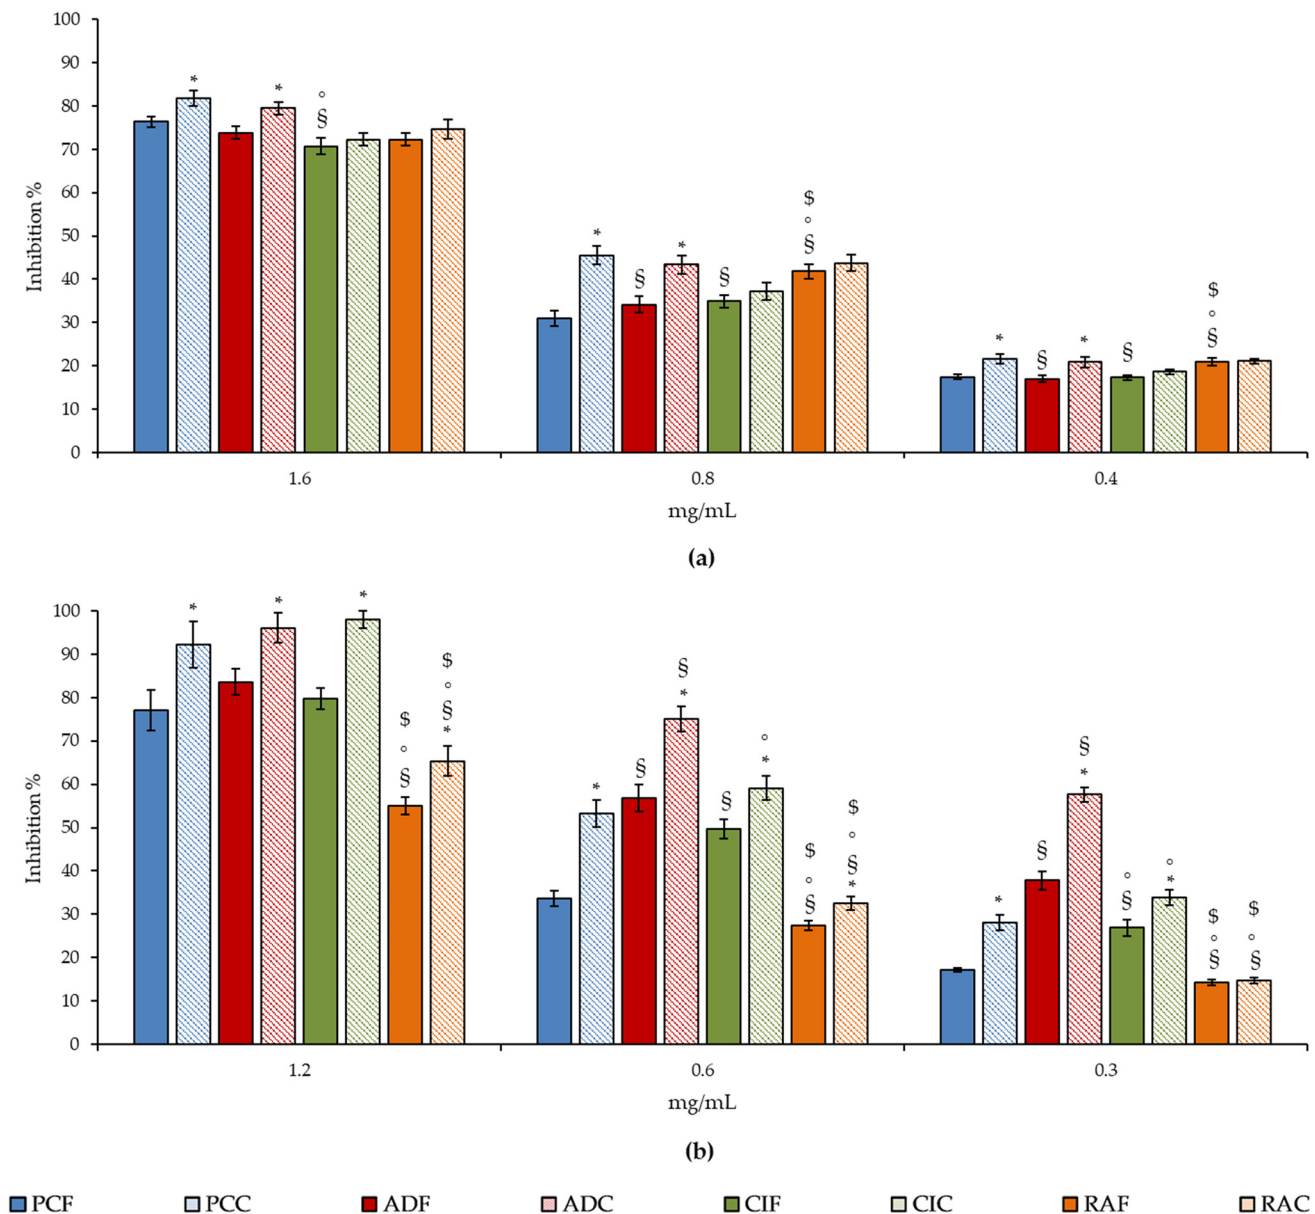 100
90
80
70
60
50
40
30
20
10
0
Inhibition %
* * ° §
* § * § $ ° §
* § * § $ ° §
1.6 0.8 0.4
mg/mL
(a)
100
90
80
70
60
50
40
30
20
10
0
Inhibition %
* * * $ ° § $ ° § *
* § § * § ° * $ ° § $ ° § *
* § § * ° § ° * $ ° § $ ° §
1.2 0.6 0.3
mg/mL
(b)
PCF PCC ADF ADC CIF CIC RAF RAC